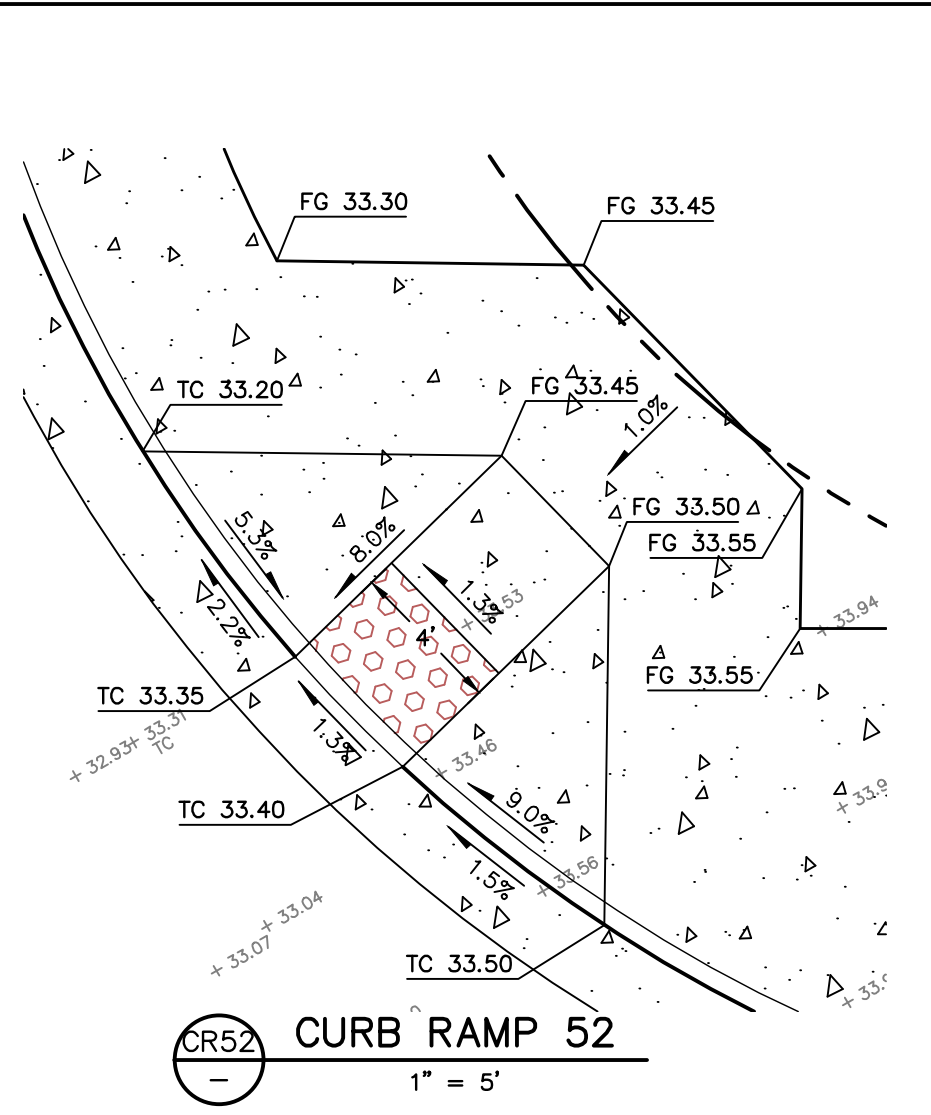 FG 33.30
FG 33.45
TC 33.20
FG 33.45
1.0%
FG 33.50
FG 33.55
5.3%
8.0%
1.3%
33.53
4'
2.2%
+ 33.94
FG 33.55
TC 33.35
+ 32.93
+ 33.31
TC
1.3%
+ 33.46
TC 33.40
9.0%
1.5%
+ 33.56
+ 33.04
+ 33.07
TC 33.50
CR52
–
CURB RAMP 52
1" = 5'